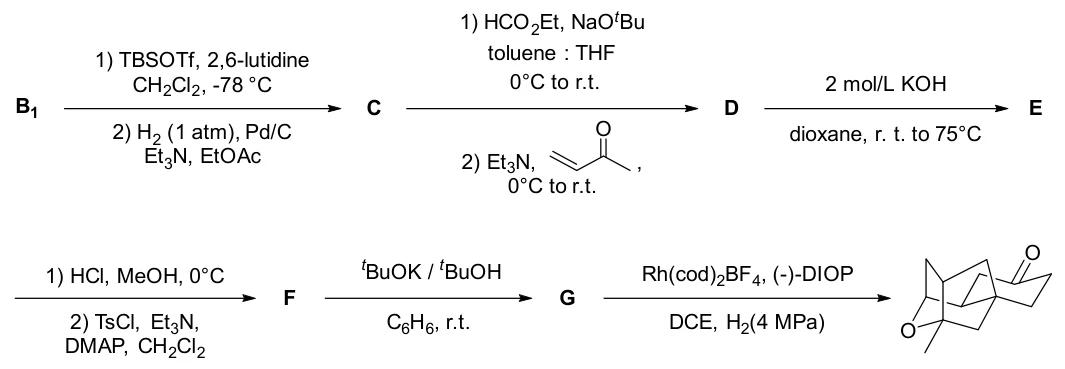 1) HCO2Et, NaOtBu
toluene : THF
0°C to r.t.
1) TBSOTf, 2,6-lutidine
CH2Cl2, -78 °C
2 mol/L KOH
B1
C
D
E
2) H2 (1 atm), Pd/C
Et3N, EtOAc
O
2) Et3N, ,
0°C to r.t.
dioxane, r. t. to 75°C
1) HCl, MeOH, 0°C
tBuOK / tBuOH
Rh(cod)2BF4, (-)-DIOP
O
F
G
2) TsCl, Et3N,
DMAP, CH2Cl2
C6H6, r.t.
DCE, H2(4 MPa)
O